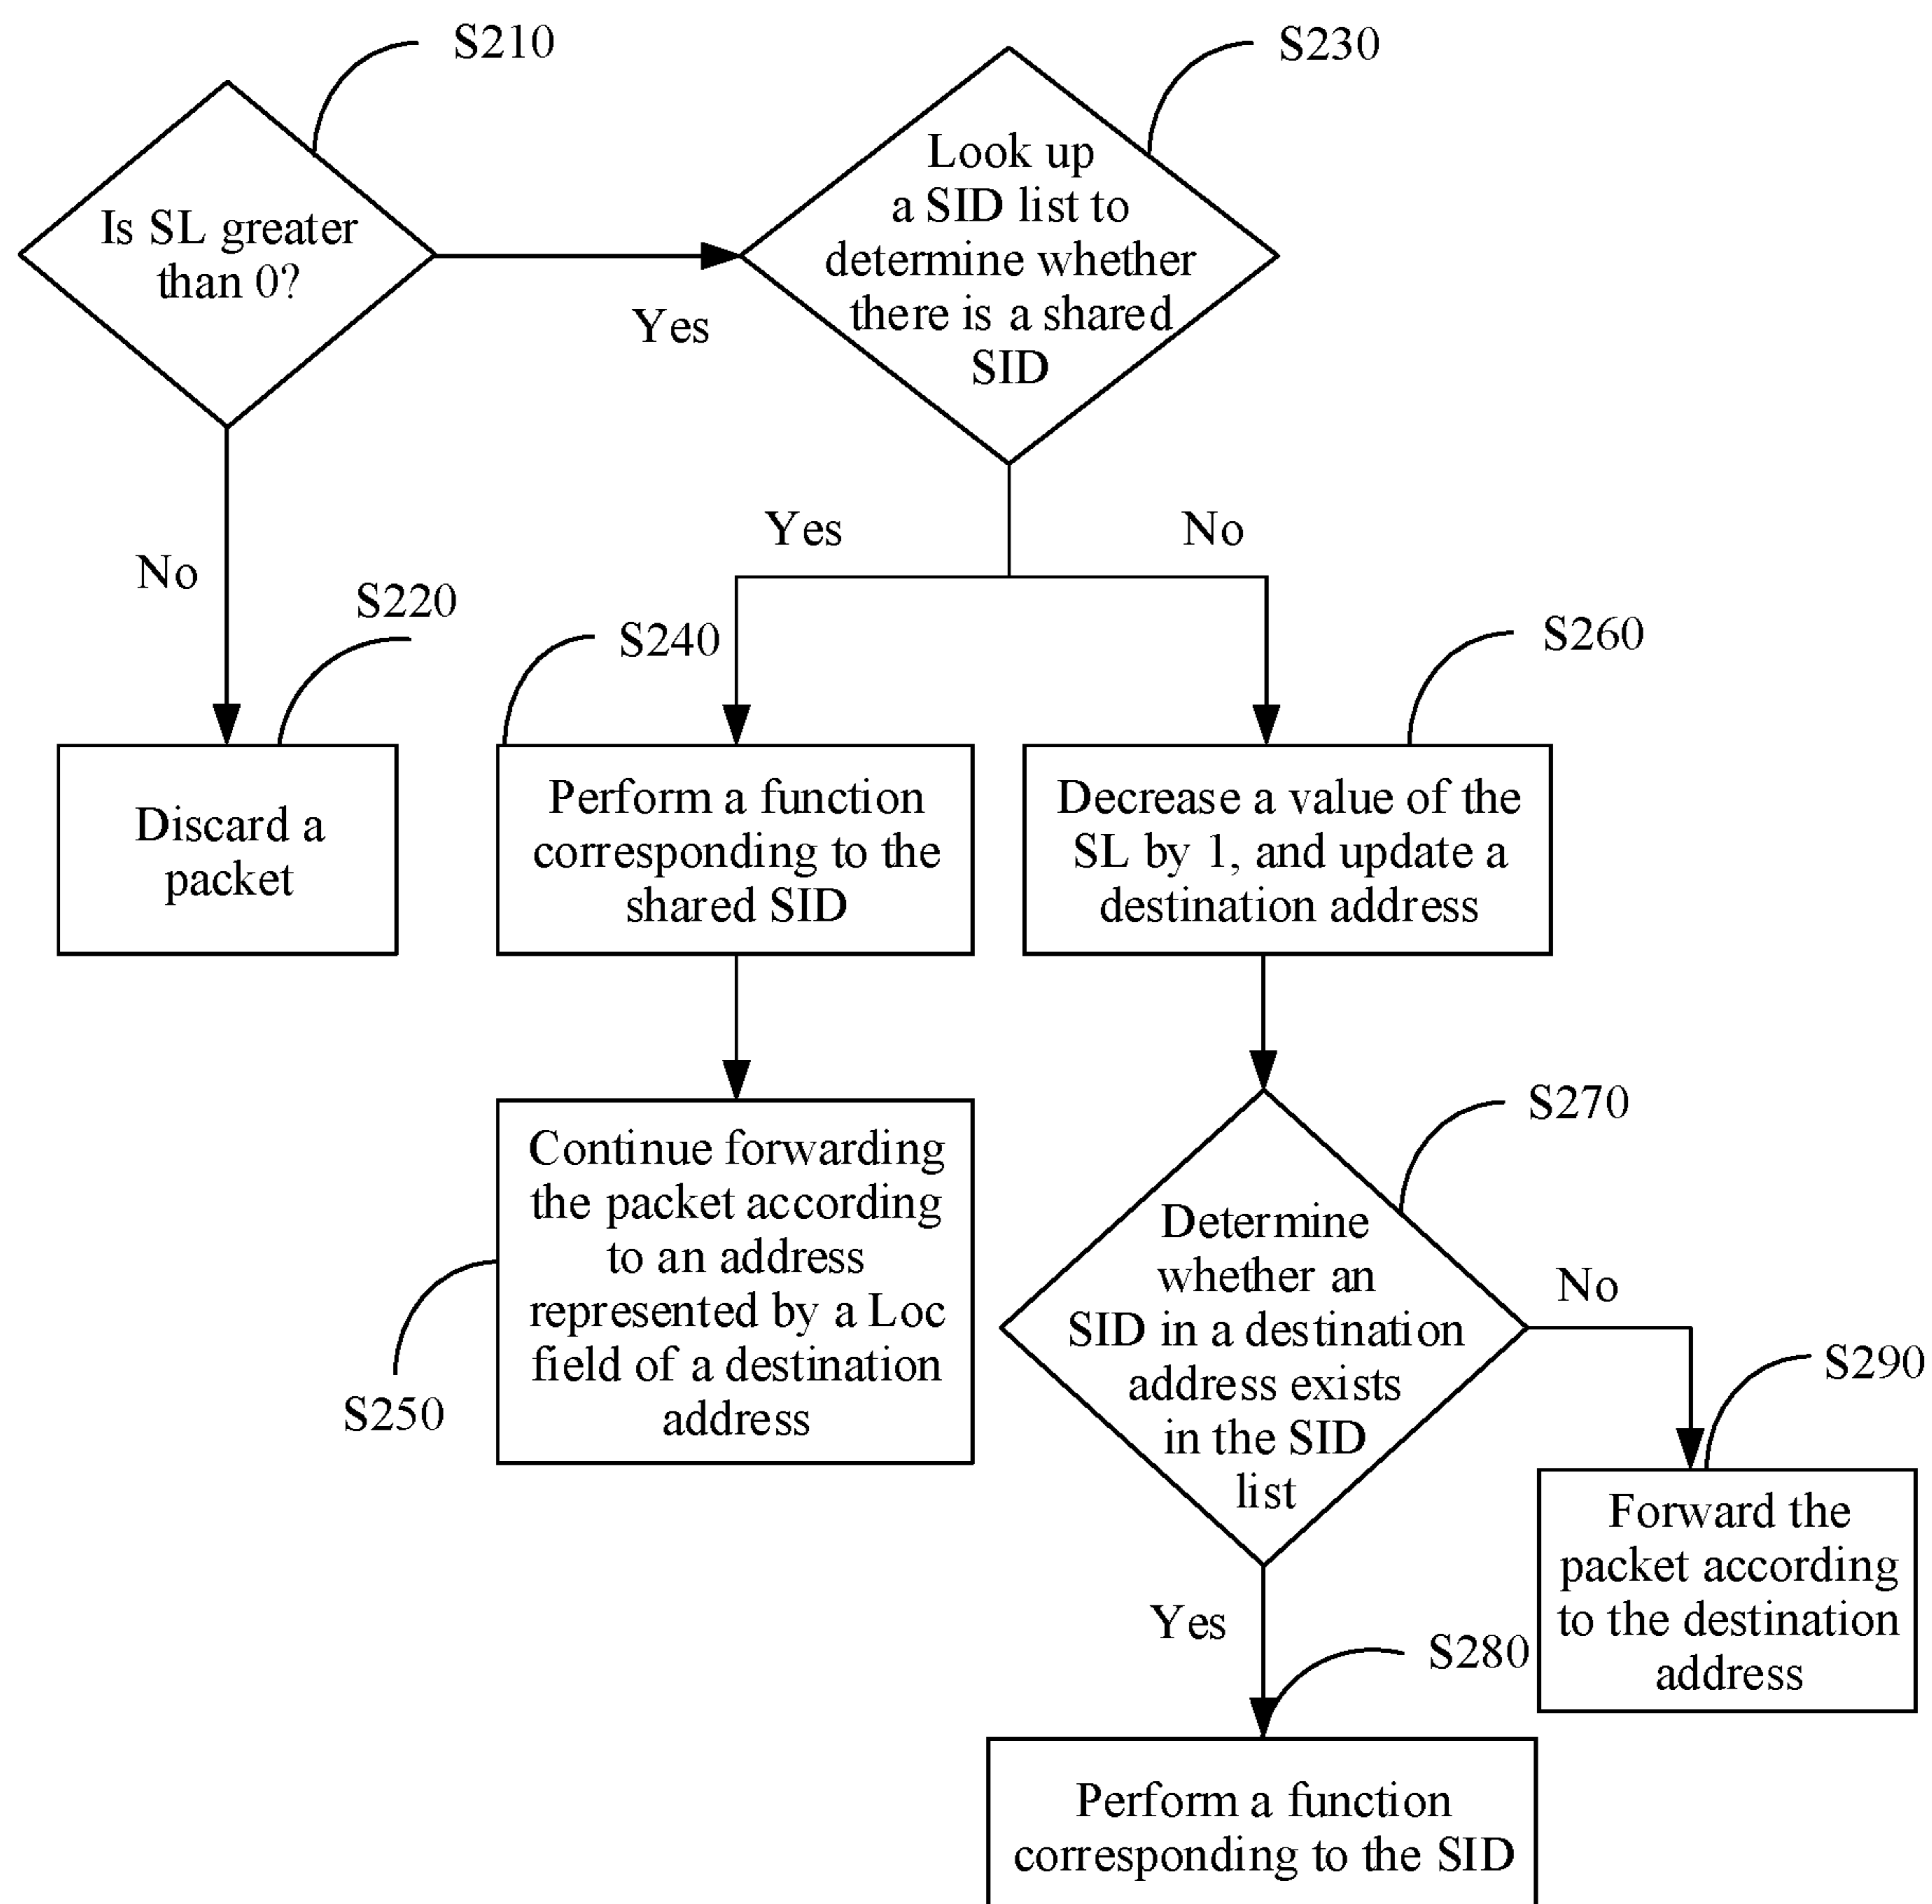 S210
S230
Is SL greater
than 0?
Look up
a SID list to
determine whether
there is a shared
SID
Yes
No
Yes
No
S220
S240
S260
Discard a
packet
Perform a function
corresponding to the
shared SID
Decrease a value of the
SL by 1, and update a
destination address
Continue forwarding
the packet according
to an address
represented by a Loc
field of a destination
address
S250
S270
Determine
whether an
SID in a destination
address exists
in the SID
list
No
S290
Forward the
packet according
to the destination
address
Yes
S280
Perform a function
corresponding to the SID